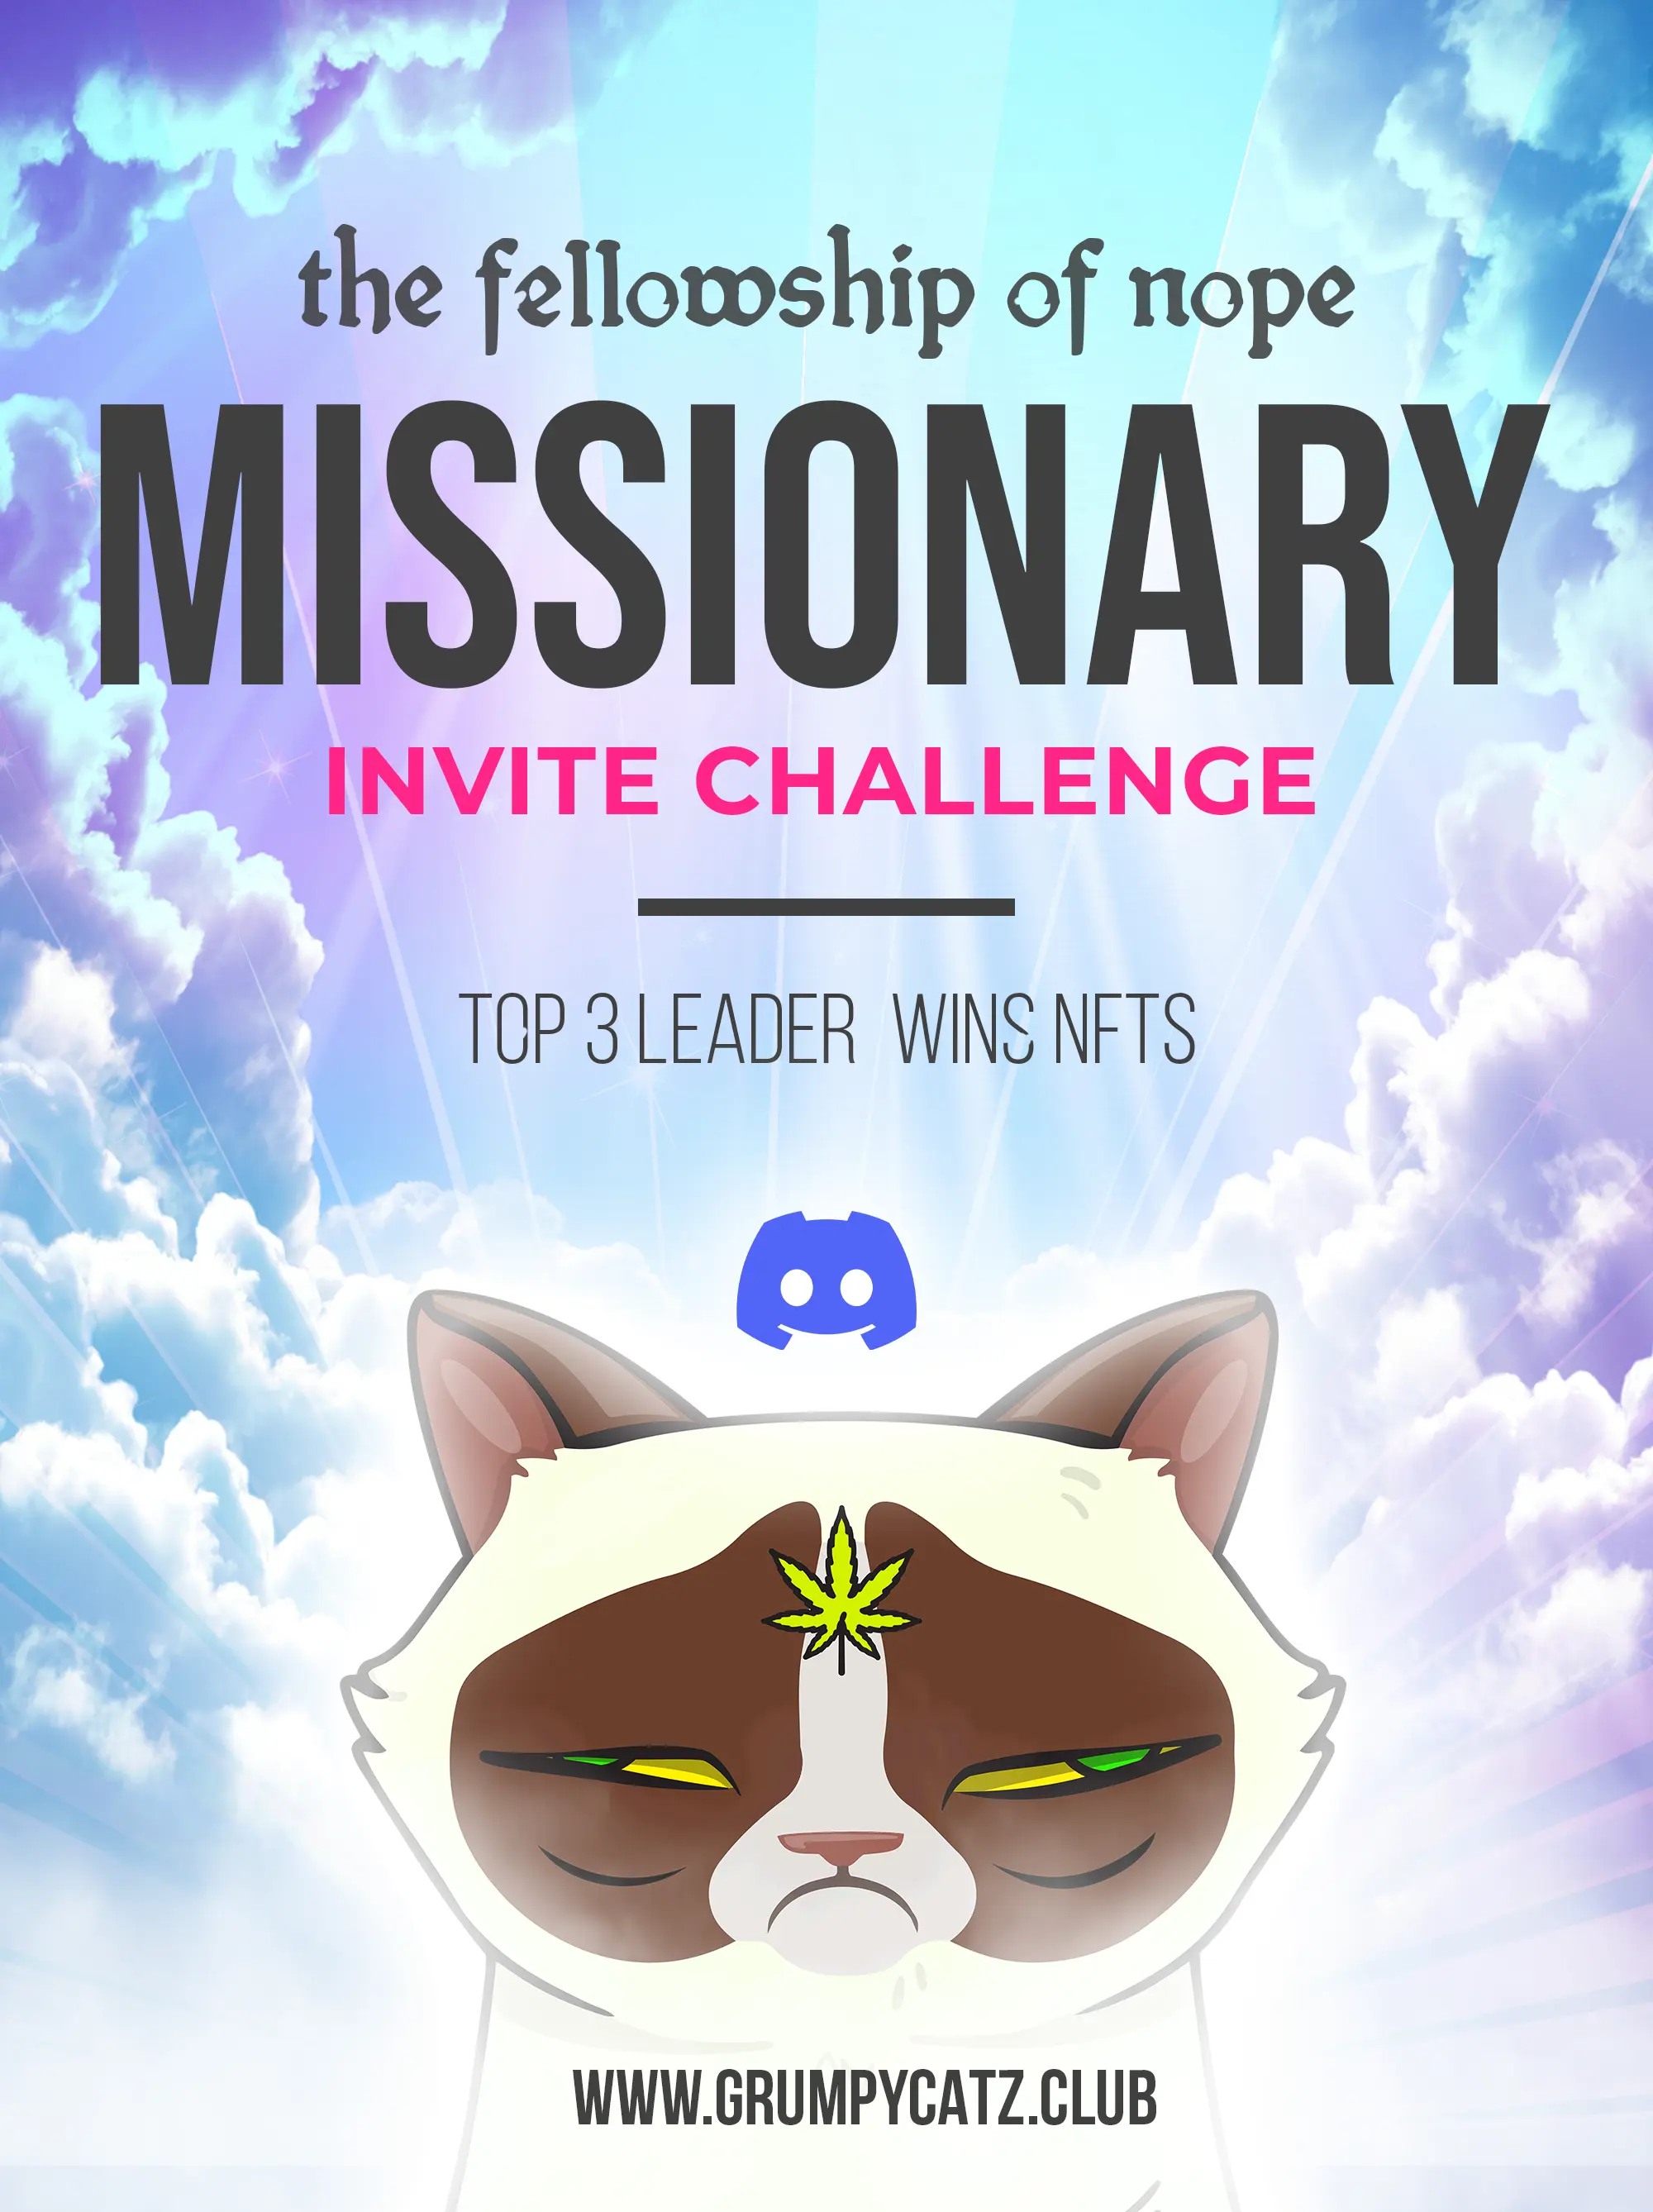 the fellowship of nope
MISSIONARY
INVITE CHALLENGE
TOP 3 LEADER WINS NFTS
WWW.GRUMPYCATZ.CLUB